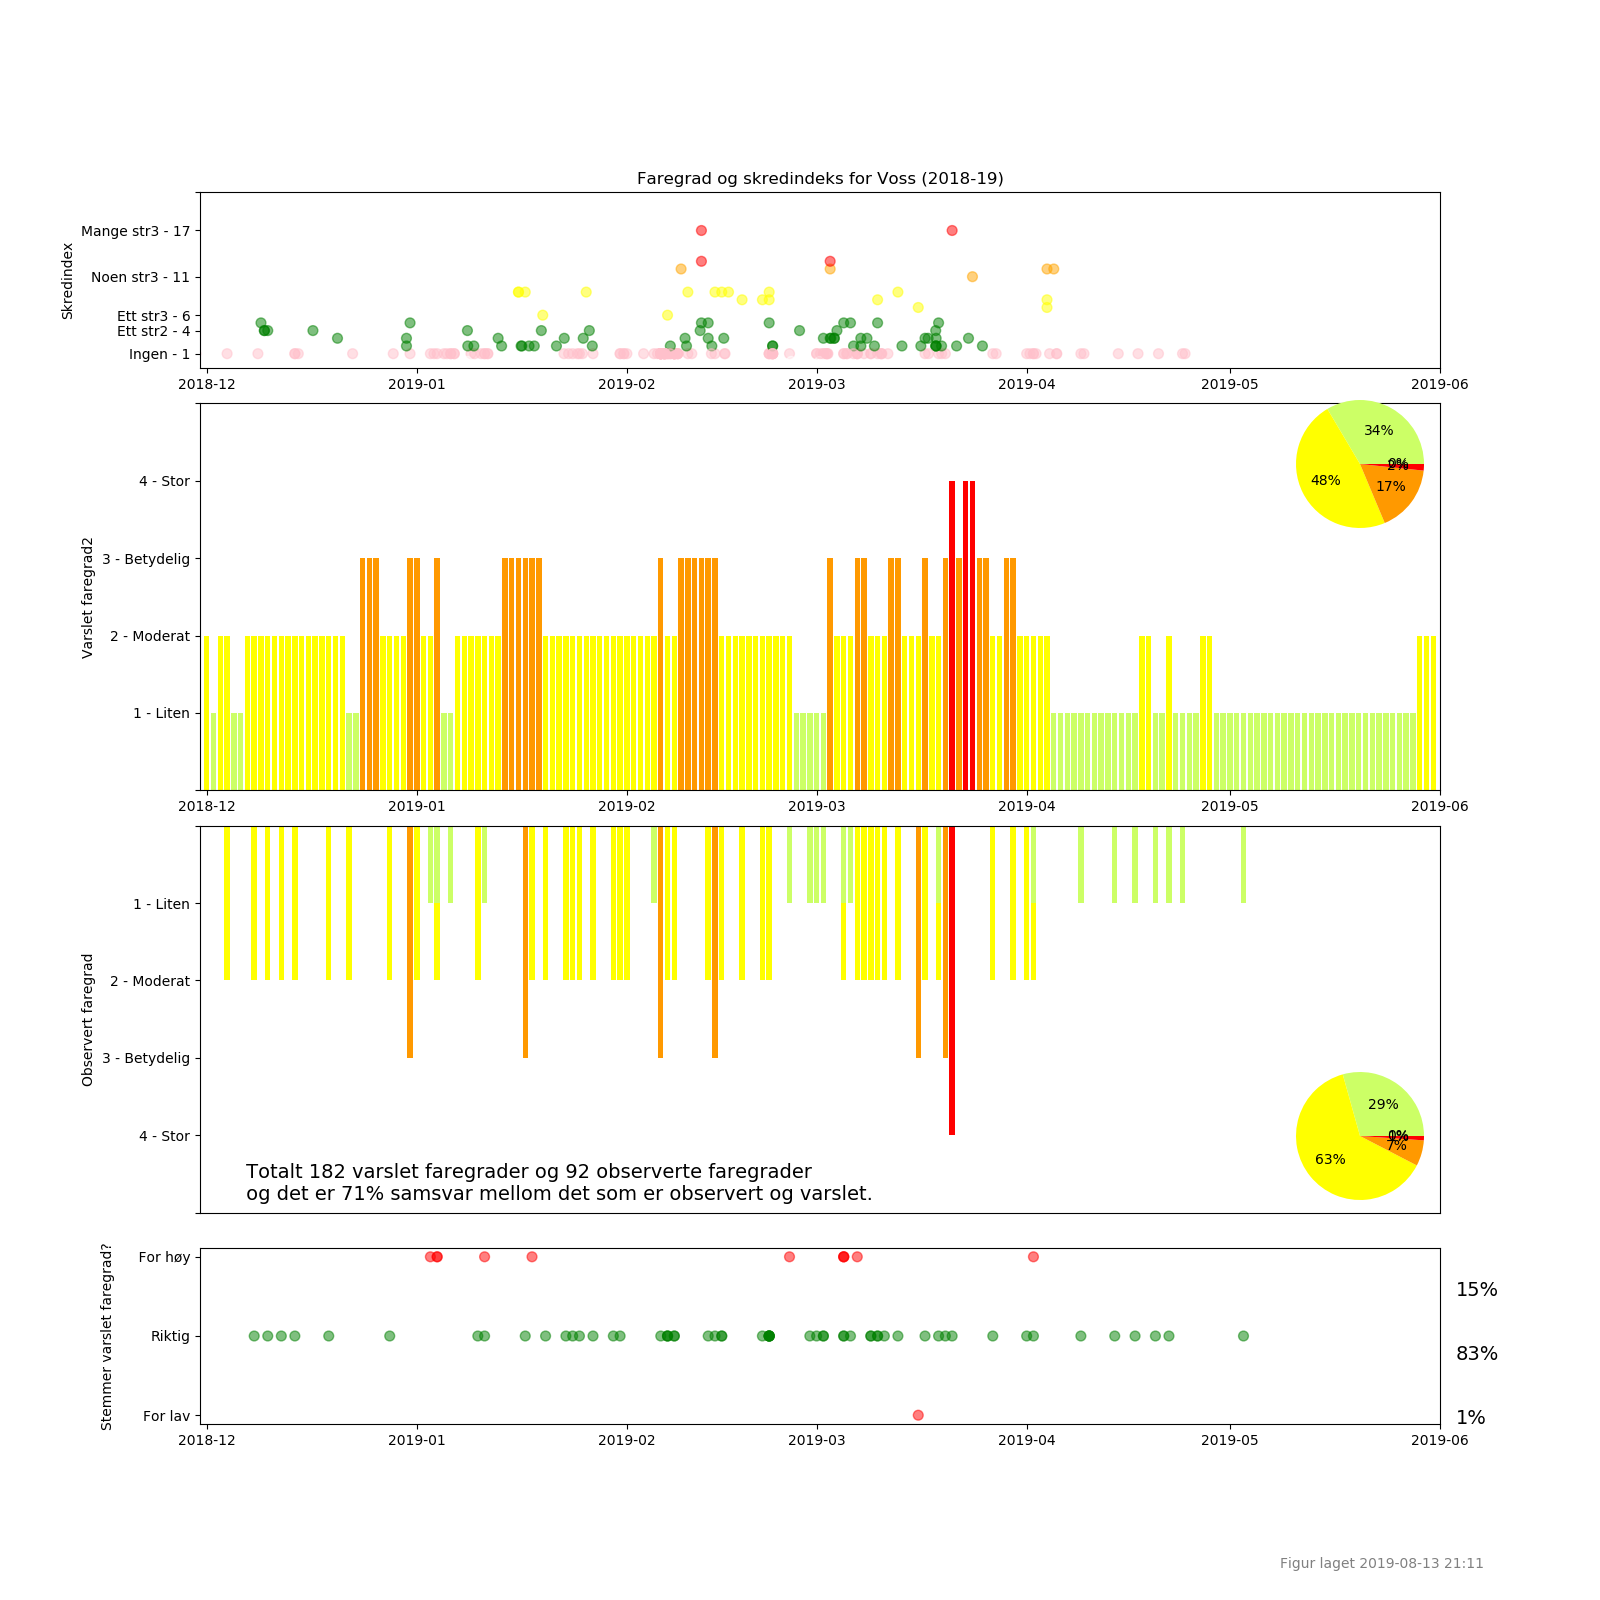 Faregrad og skredindeks for Voss (2018-19)
Skredindex
Mange str3 - 17
Noen str3 - 11
Ett str3 - 6
Ett str2 - 4
Ingen - 1
2018-12 2019-01 2019-02 2019-03 2019-04 2019-05 2019-06
Varslet faregrad2
4 - Stor
3 - Betydelig
2 - Moderat
1 - Liten
34%
48%
17%
2%
0%
2018-12 2019-01 2019-02 2019-03 2019-04 2019-05 2019-06
Observert faregrad
1 - Liten
2 - Moderat
3 - Betydelig
4 - Stor
29%
63%
7%
Totalt 182 varslet faregrader og 92 observerte faregrader
og det er 71% samsvar mellom det som er observert og varslet.
Stemmer varslet faregrad?
For høy
Riktig
For lav
15%
83%
1%
2018-12 2019-01 2019-02 2019-03 2019-04 2019-05 2019-06
Figur laget 2019-08-13 21:11